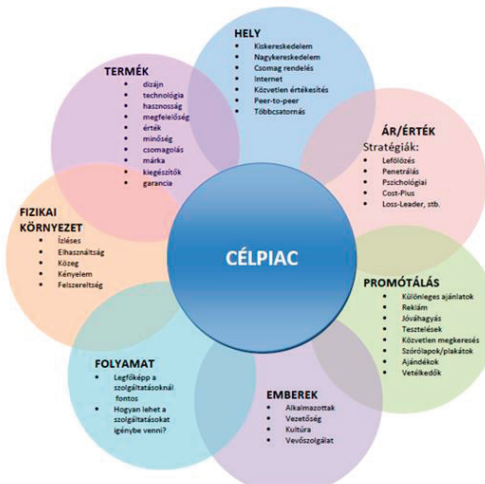 HELY
Kiskereskedelem
Nagykereskedelem
Csomag rendelés
Internet
Közvetlen értékesítés
Peer-to-peer
Többcsatornás
ÁR/ÉRTÉK
Stratégiák:
Lefölözés
Penetrálás
Pszichológiai
Cost-Plus
Loss-Leader, stb.
PROMÓTÁLÁS
Különleges ajánlatok
Reklám
Jóváhagyás
Tesztelések
Közvetlen megkeresés
Szórólapok/plakátok
Ajándékok
Vetélkedők
EMBEREK
Alkalmazottak
Vezetőség
Kultúra
Vevőszolgálat
FOLYAMAT
Legfőképp a
szolgáltatásoknál
fontos
Hogyan lehet a
szolgáltatásokat
igénybe venni?
FIZIKAI
KÖRNYEZET
Ízléses
Elhasználtság
Közeg
Kényelem
Felszereltség
TERMÉK
dizájn
technológia
hasznosság
megfelelőség
érték
minőség
csomagolás
márka
kiegészítők
garancia
CÉLPIAC